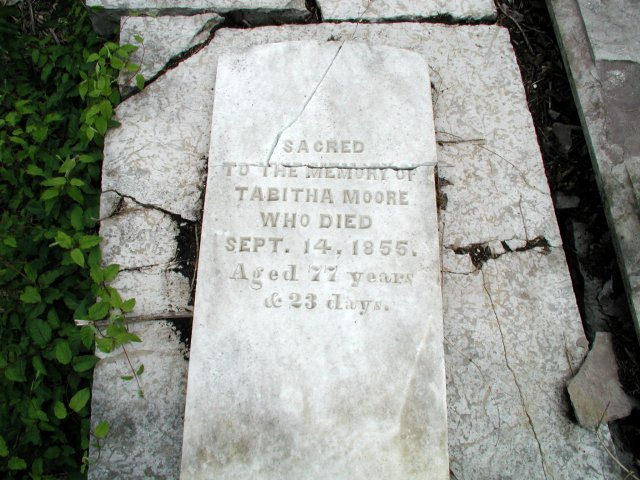 SACRED
TO THE MEMORY OF
TABITHA MOORE
WHO DIED
SEPT. 14. 1855.
Aged 77 years
& 23 days.